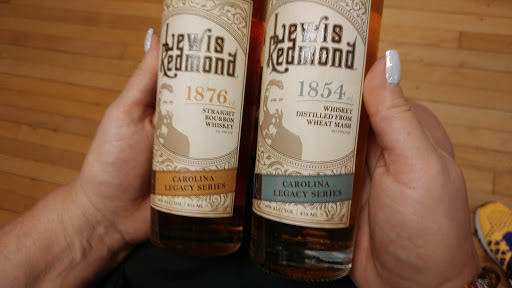 Lewis
Redmond
1876
STRAIGHT
BOURBON
WHISKEY
CAROLINA
LEGACY SERIES
Lewis
Redmond
1854
WHISKEY
DISTILLED FROM
WHEAT MASH
CAROLINA
LEGACY SERIES